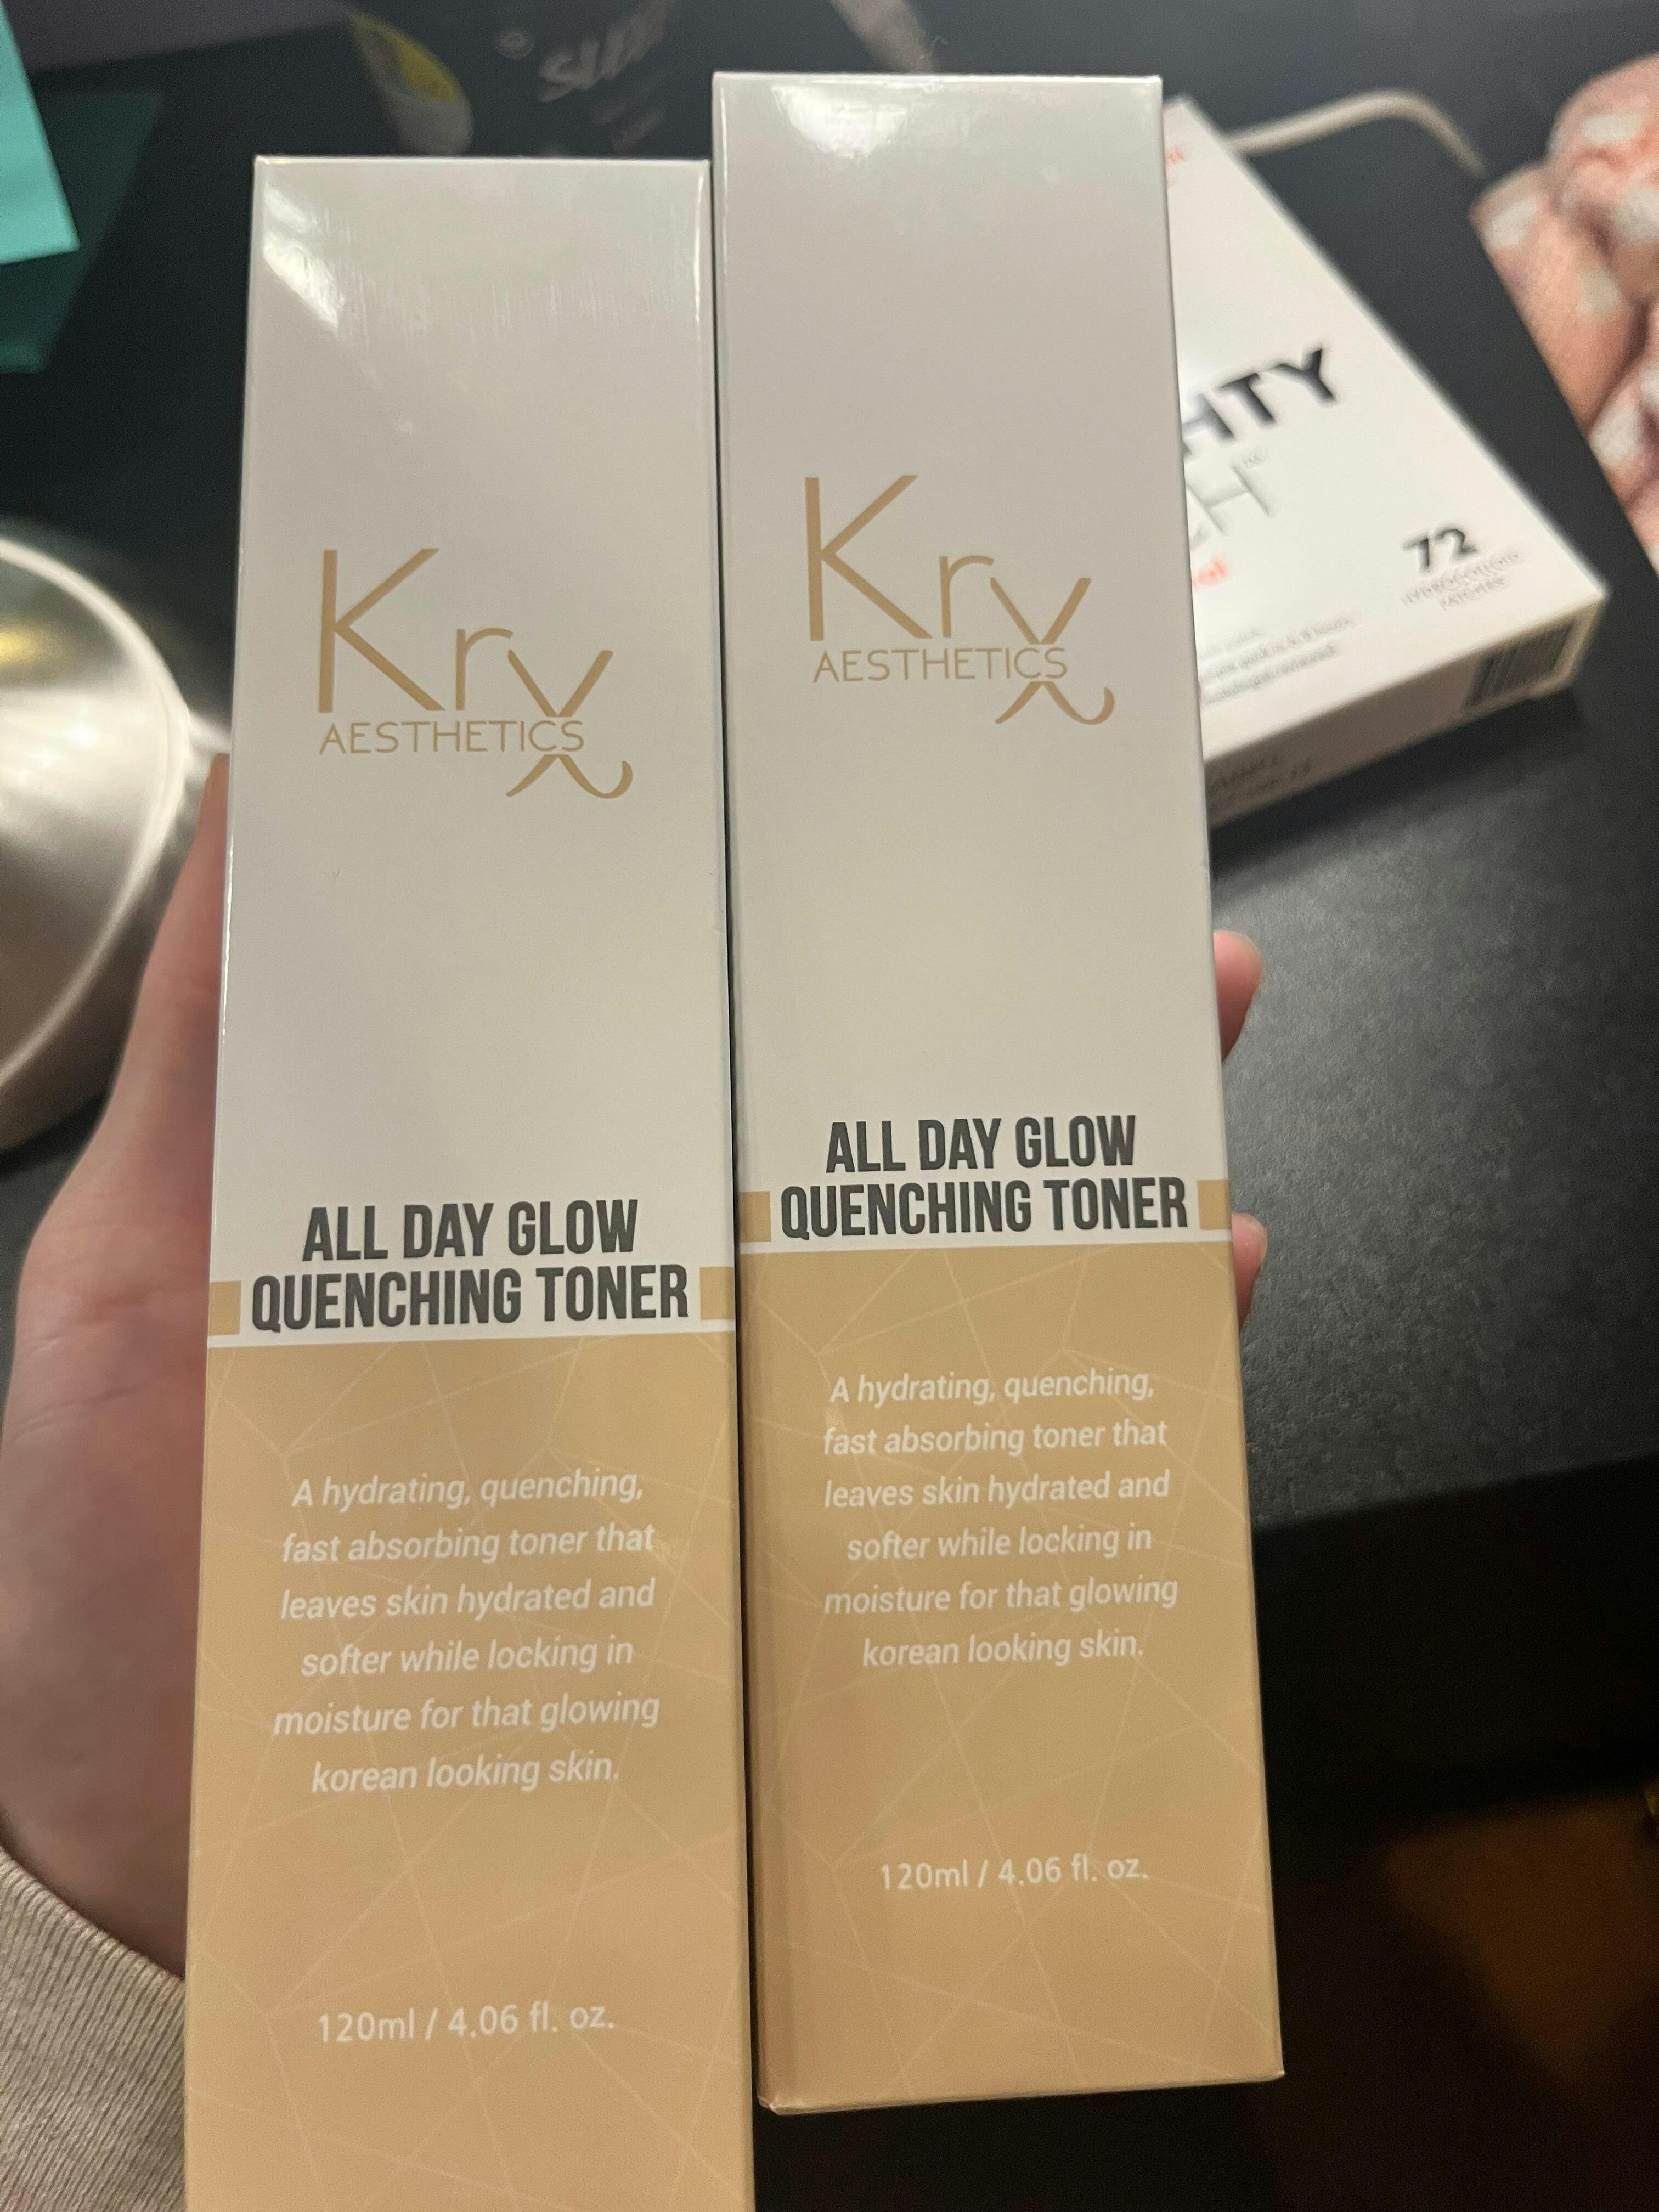 Krx
AESTHETICS
ALL DAY GLOW
QUENCHING TONER
A hydrating, quenching,
fast absorbing toner that
leaves skin hydrated and
softer while locking in
moisture for that glowing
korean looking skin.
120ml / 4.06 fl. oz.
Krx
AESTHETICS
ALL DAY GLOW
QUENCHING TONER
A hydrating, quenching,
fast absorbing toner that
leaves skin hydrated and
softer while locking in
moisture for that glowing
korean looking skin.
120ml / 4.06 fl. oz.
HTY
CH
72
HYDROCOLLOID
PATCHES